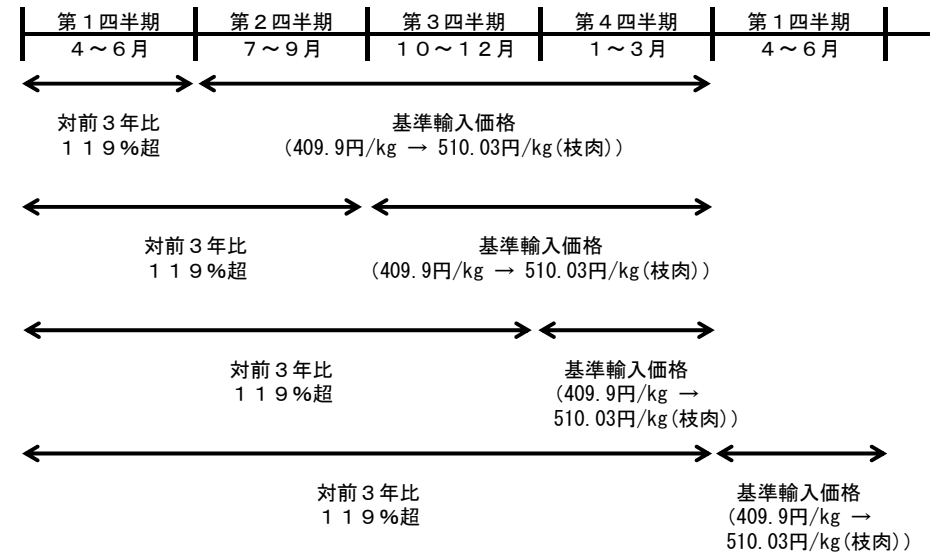 第１四半期 第２四半期 第３四半期 第４四半期 第１四半期
４～６月 ７～９月 １０～１２月 １～３月 ４～６月
対前３年比
１１９％超
基準輸入価格
（409.9円/kg → 510.03円/kg(枝肉)）
対前３年比
１１９％超
基準輸入価格
（409.9円/kg → 510.03円/kg(枝肉)）
対前３年比
１１９％超
基準輸入価格
（409.9円/kg →
510.03円/kg(枝肉)）
対前３年比
１１９％超
基準輸入価格
（409.9円/kg →
510.03円/kg(枝肉)）